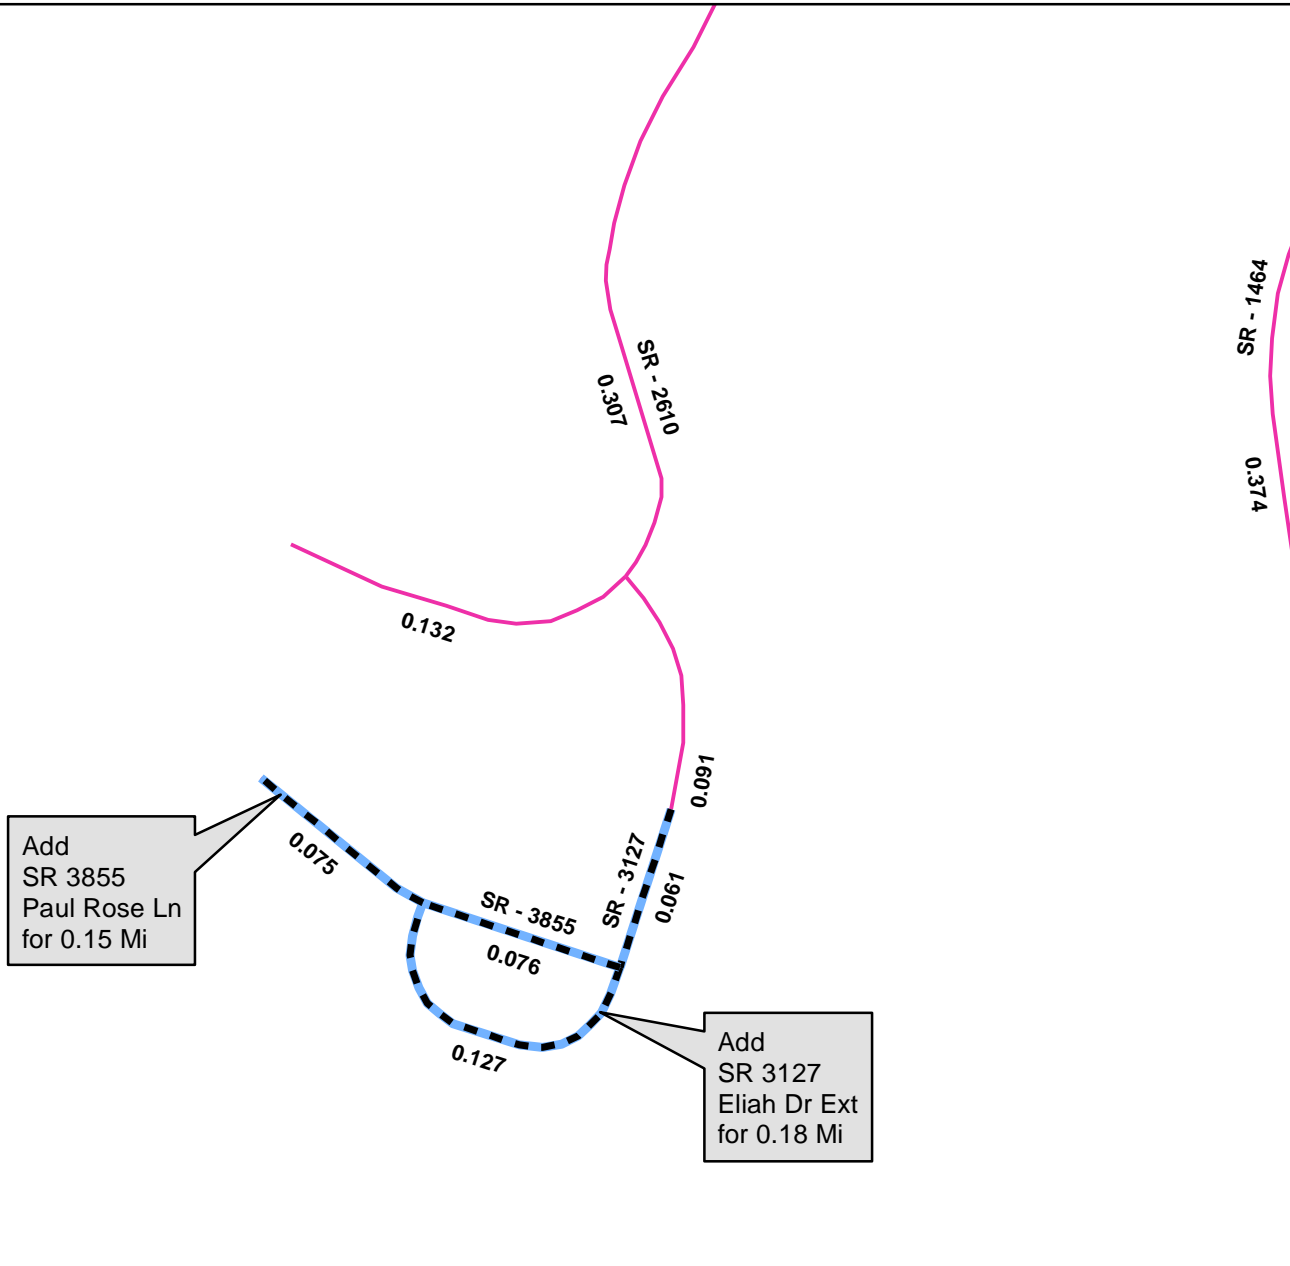 SR - 1464
0.374
SR - 2610
0.307
0.132
0.091
SR - 3127
0.061
Add
SR 3855
Paul Rose Ln
for 0.15 Mi
0.075
SR - 3855
0.076
0.127
Add
SR 3127
Eliah Dr Ext
for 0.18 Mi